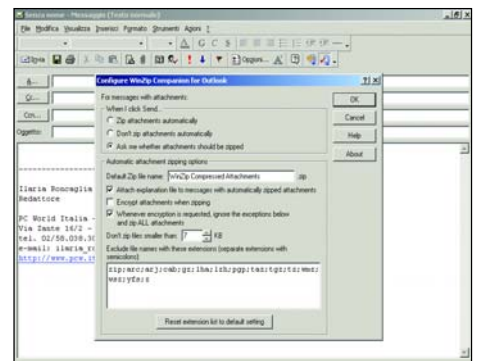 Senza nome - Messaggio (Testo normale)
File Modifica Visualizza Inserisci Formato Strumenti Azioni ?
A G C S
Invia Opzioni... A
A...
Cc...
Ccn...
Oggetto:
Ilaria Roncaglia
Redattore
PC World Italia -
Via Zante 16/2 -
tel. 02/58.038.30
e-mail: ilaria_ro
http://www.pcw.it
Configure WinZip Companion for Outlook
For messages with attachments:
When I click Send...
Zip attachments automatically
Don't zip attachments automatically
Ask me whether attachments should be zipped
OK
Cancel
Help
About
Automatic attachment zipping options
Default Zip file name: WinZip Compressed Attachments .zip
Attach explanation file to messages with automatically zipped attachments
Encrypt attachments when zipping
Whenever encryption is requested, ignore the exceptions below
and zip ALL attachments
Don't zip files smaller than: 7 KB
Exclude file names with these extensions (separate extensions with
semicolons):
zip;arc;arj;cab;gz;lha;lzh;pgp;taz;tgz;tz;wmz;
wsz;yfs;z
Reset extension list to default setting